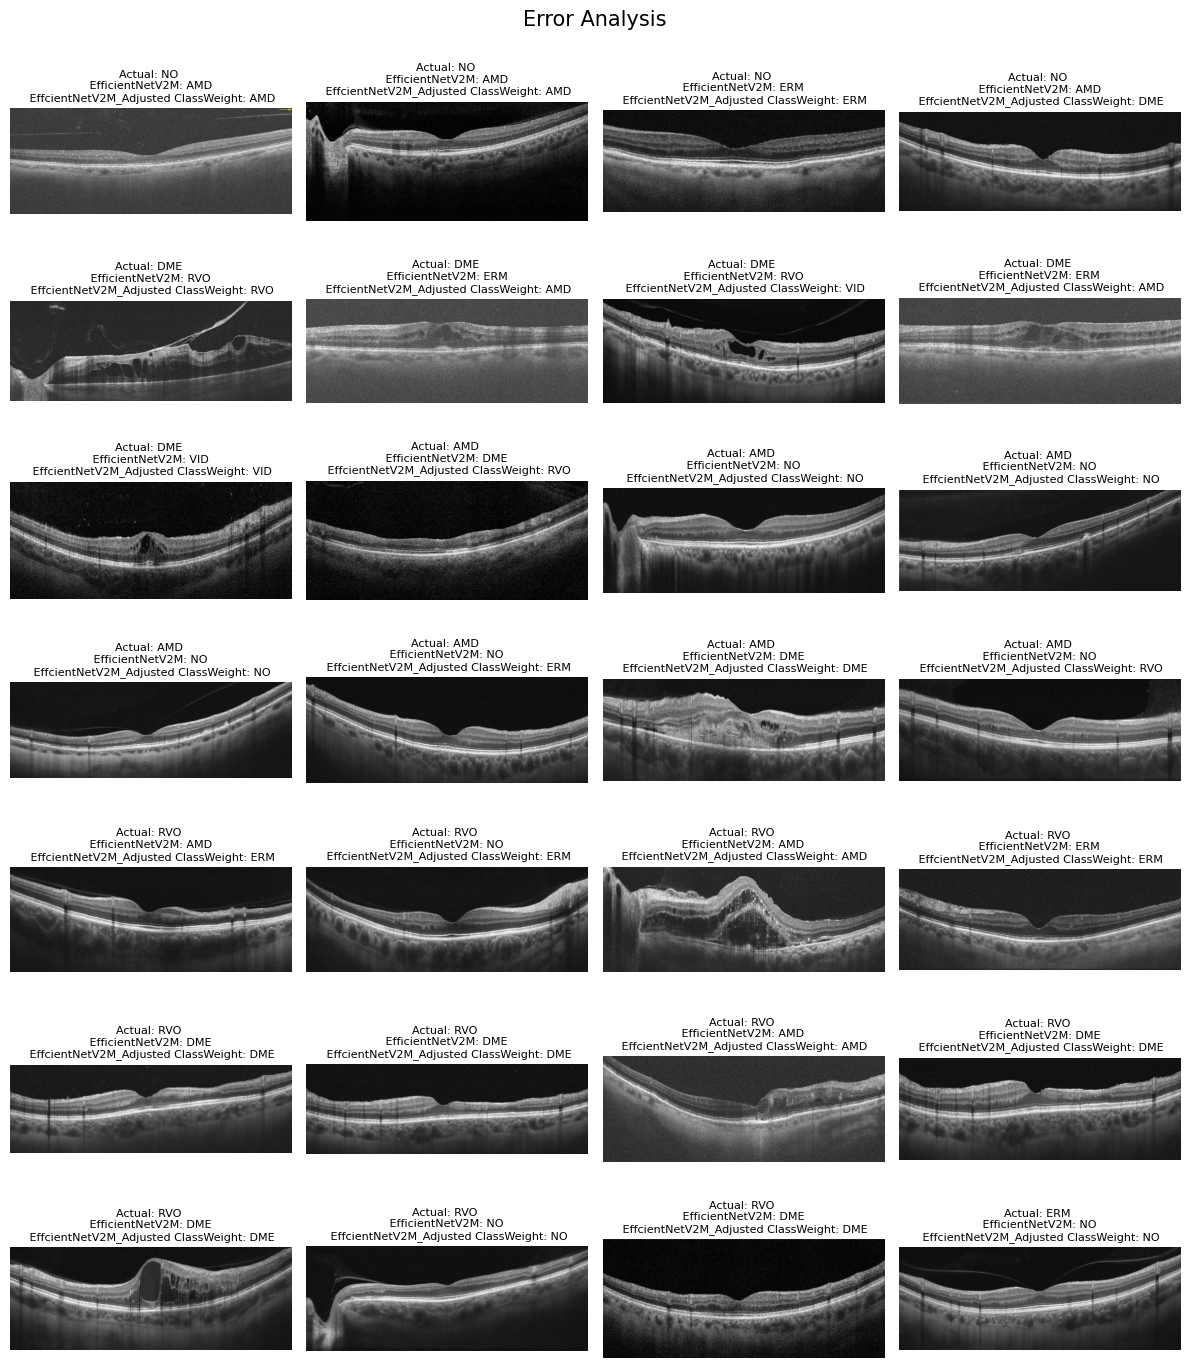 Error Analysis
Actual: NO
EfficientNetV2M: AMD
EffcientNetV2M_Adjusted ClassWeight: AMD
Actual: NO
EfficientNetV2M: AMD
EffcientNetV2M_Adjusted ClassWeight: AMD
Actual: NO
EfficientNetV2M: ERM
EffcientNetV2M_Adjusted ClassWeight: ERM
Actual: NO
EfficientNetV2M: AMD
EffcientNetV2M_Adjusted ClassWeight: DME
Actual: DME
EfficientNetV2M: RVO
EffcientNetV2M_Adjusted ClassWeight: RVO
Actual: DME
EfficientNetV2M: ERM
EffcientNetV2M_Adjusted ClassWeight: AMD
Actual: DME
EfficientNetV2M: RVO
EffcientNetV2M_Adjusted ClassWeight: VID
Actual: DME
EfficientNetV2M: ERM
EffcientNetV2M_Adjusted ClassWeight: AMD
Actual: DME
EfficientNetV2M: VID
EffcientNetV2M_Adjusted ClassWeight: VID
Actual: AMD
EfficientNetV2M: DME
EffcientNetV2M_Adjusted ClassWeight: RVO
Actual: AMD
EfficientNetV2M: NO
EffcientNetV2M_Adjusted ClassWeight: NO
Actual: AMD
EfficientNetV2M: NO
EffcientNetV2M_Adjusted ClassWeight: NO
Actual: AMD
EfficientNetV2M: NO
EffcientNetV2M_Adjusted ClassWeight: NO
Actual: AMD
EfficientNetV2M: NO
EffcientNetV2M_Adjusted ClassWeight: ERM
Actual: AMD
EfficientNetV2M: DME
EffcientNetV2M_Adjusted ClassWeight: DME
Actual: AMD
EfficientNetV2M: NO
EffcientNetV2M_Adjusted ClassWeight: RVO
Actual: RVO
EfficientNetV2M: AMD
EffcientNetV2M_Adjusted ClassWeight: ERM
Actual: RVO
EfficientNetV2M: NO
EffcientNetV2M_Adjusted ClassWeight: ERM
Actual: RVO
EfficientNetV2M: AMD
EffcientNetV2M_Adjusted ClassWeight: AMD
Actual: RVO
EfficientNetV2M: ERM
EffcientNetV2M_Adjusted ClassWeight: ERM
Actual: RVO
EfficientNetV2M: DME
EffcientNetV2M_Adjusted ClassWeight: DME
Actual: RVO
EfficientNetV2M: DME
EffcientNetV2M_Adjusted ClassWeight: DME
Actual: RVO
EfficientNetV2M: AMD
EffcientNetV2M_Adjusted ClassWeight: AMD
Actual: RVO
EfficientNetV2M: DME
EffcientNetV2M_Adjusted ClassWeight: DME
Actual: RVO
EfficientNetV2M: DME
EffcientNetV2M_Adjusted ClassWeight: DME
Actual: RVO
EfficientNetV2M: NO
EffcientNetV2M_Adjusted ClassWeight: NO
Actual: RVO
EfficientNetV2M: DME
EffcientNetV2M_Adjusted ClassWeight: DME
Actual: ERM
EfficientNetV2M: NO
EffcientNetV2M_Adjusted ClassWeight: NO